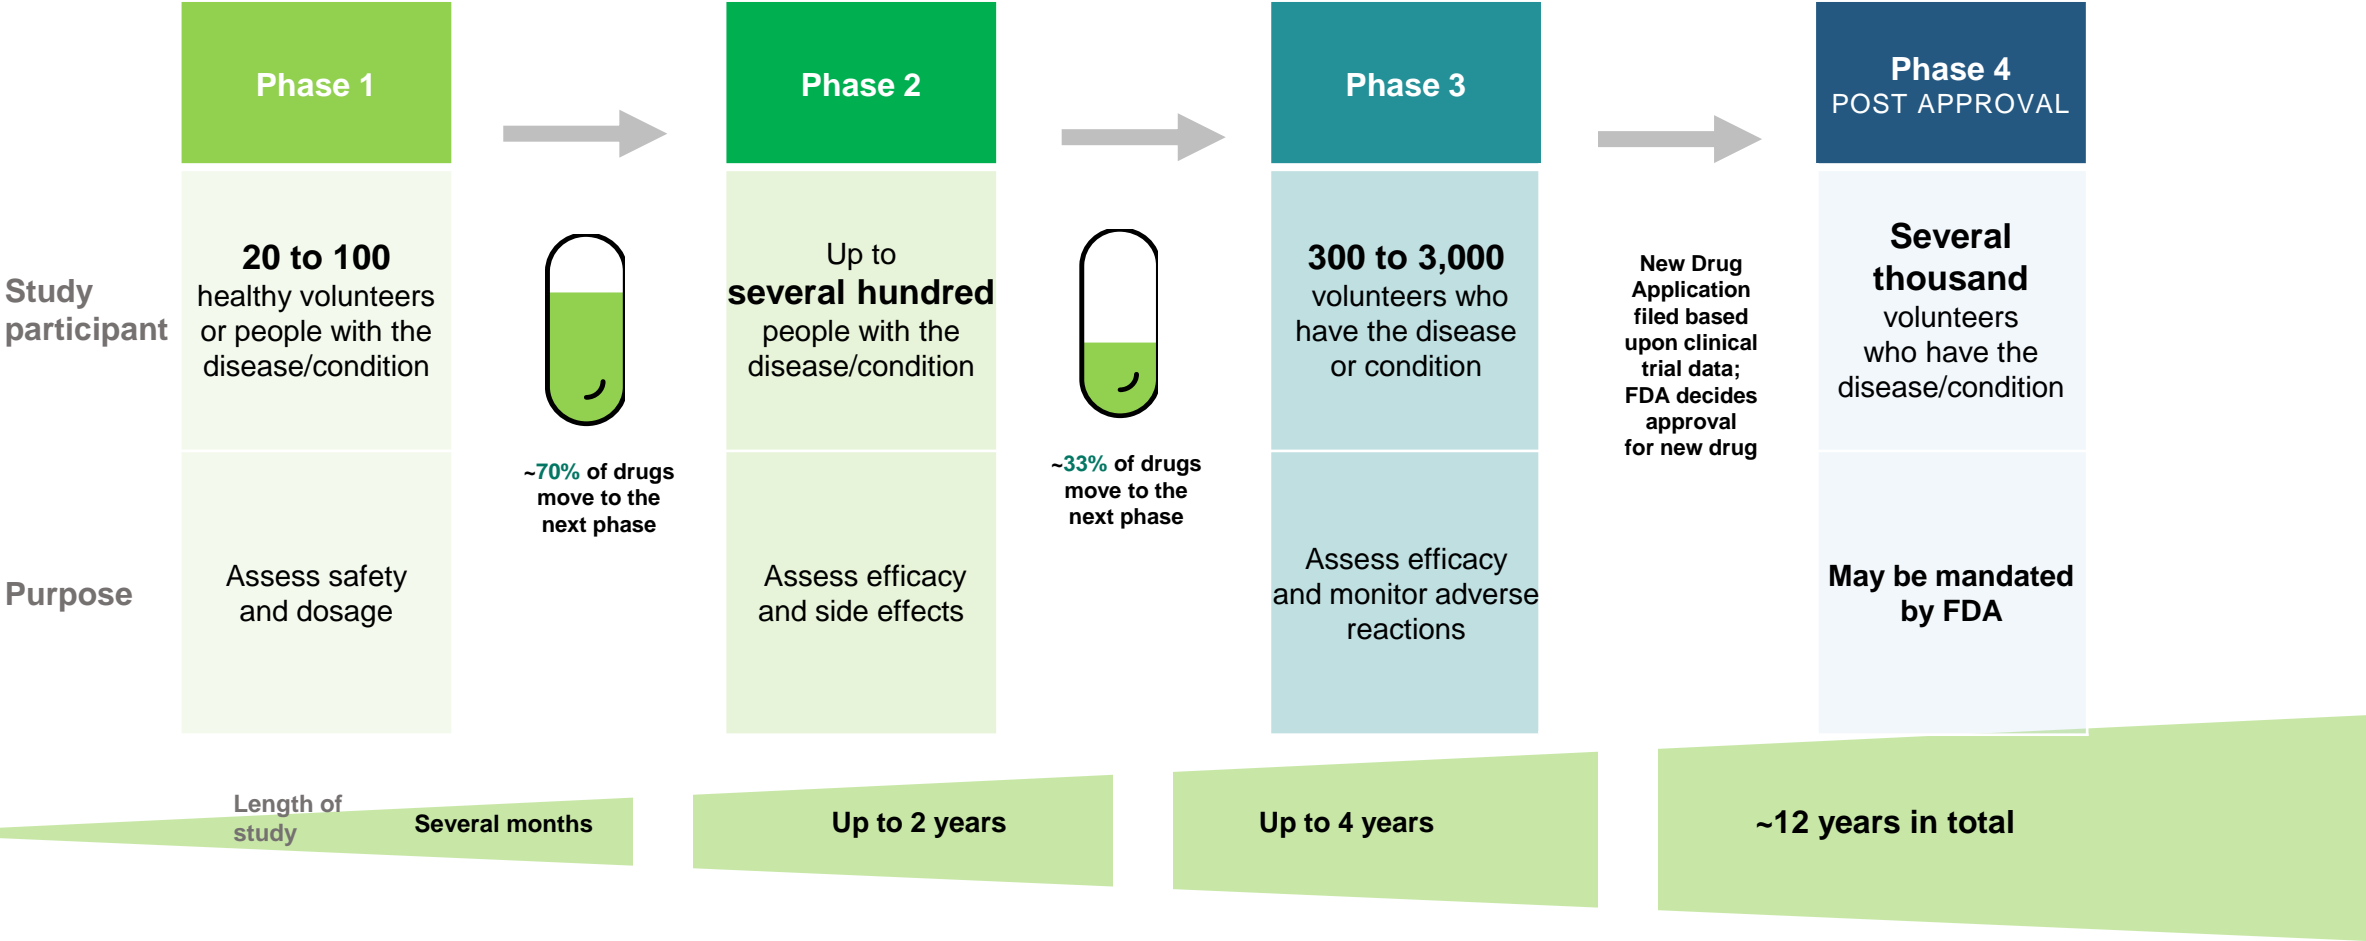 Phase 1
Phase 2
Phase 3
Phase 4
POST APPROVAL
Study
participant
20 to 100
healthy volunteers
or people with the
disease/condition
~70% of drugs
move to the
next phase
Up to
several hundred
people with the
disease/condition
~33% of drugs
move to the
next phase
300 to 3,000
volunteers who
have the disease
or condition
New Drug
Application
filed based
upon clinical
trial data;
FDA decides
approval
for new drug
Several
thousand
volunteers
who have the
disease/condition
Purpose
Assess safety
and dosage
Assess efficacy
and side effects
Assess efficacy
and monitor adverse
reactions
May be mandated
by FDA
Length of
study
Several months
Up to 2 years
Up to 4 years
~12 years in total